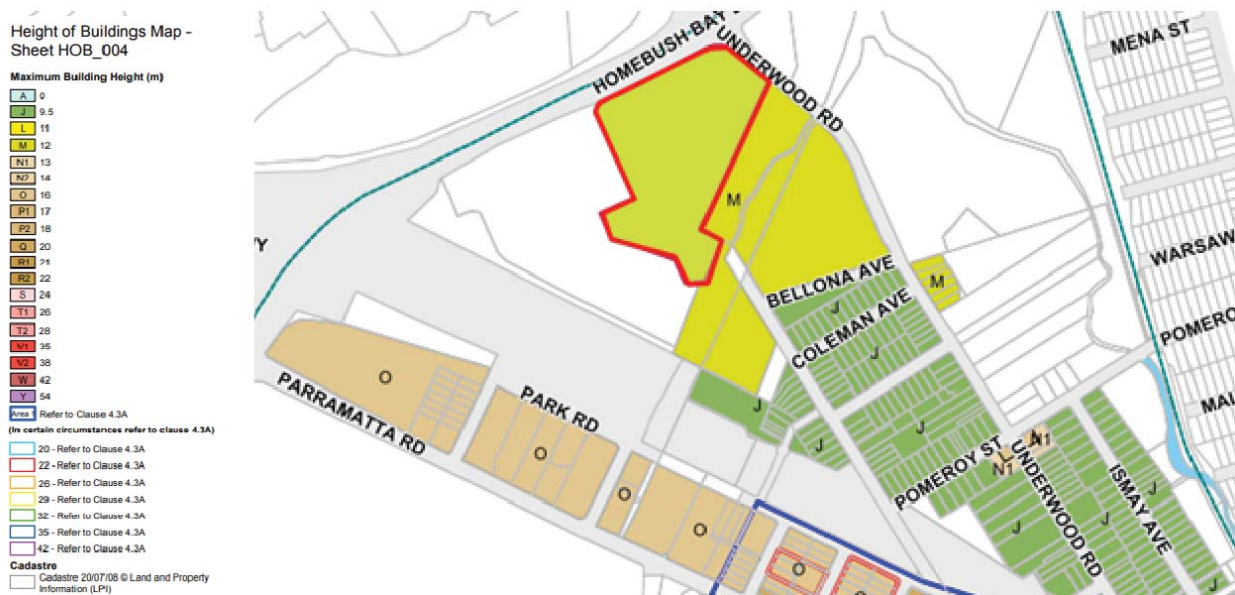 Height of Buildings Map -
Sheet HOB_004
Maximum Building Height (m)
A 0
J 9.5
L 11
M 12
N1 13
N2 14
O 16
P1 17
P2 18
Q 20
R1 21
R2 22
S 24
T1 26
T2 28
V1 35
V2 38
W 42
Y 54
Area 1 Refer to Clause 4.3A
(In certain circumstances refer to clause 4.3A)
20 - Refer to Clause 4.3A
22 - Refer to Clause 4.3A
26 - Refer to Clause 4.3A
29 - Refer to Clause 4.3A
32 - Refer to Clause 4.3A
35 - Refer to Clause 4.3A
42 - Refer to Clause 4.3A
Cadastre
Cadastre 20/07/08 © Land and Property
Information (LPI)
HOMEBUSH BAY
UNDERWOOD RD
MENA ST
M
WARSAW
VY
BELLONA AVE
M
J
COLEMAN AVE
POMERO
J
O
PARK RD
PARRAMATTA RD
J
J
J
MAL
O
N1
POMEROY ST
N1
UNDERWOOD RD
ISMAY AVE
O
J
J
J
O
O
O
J